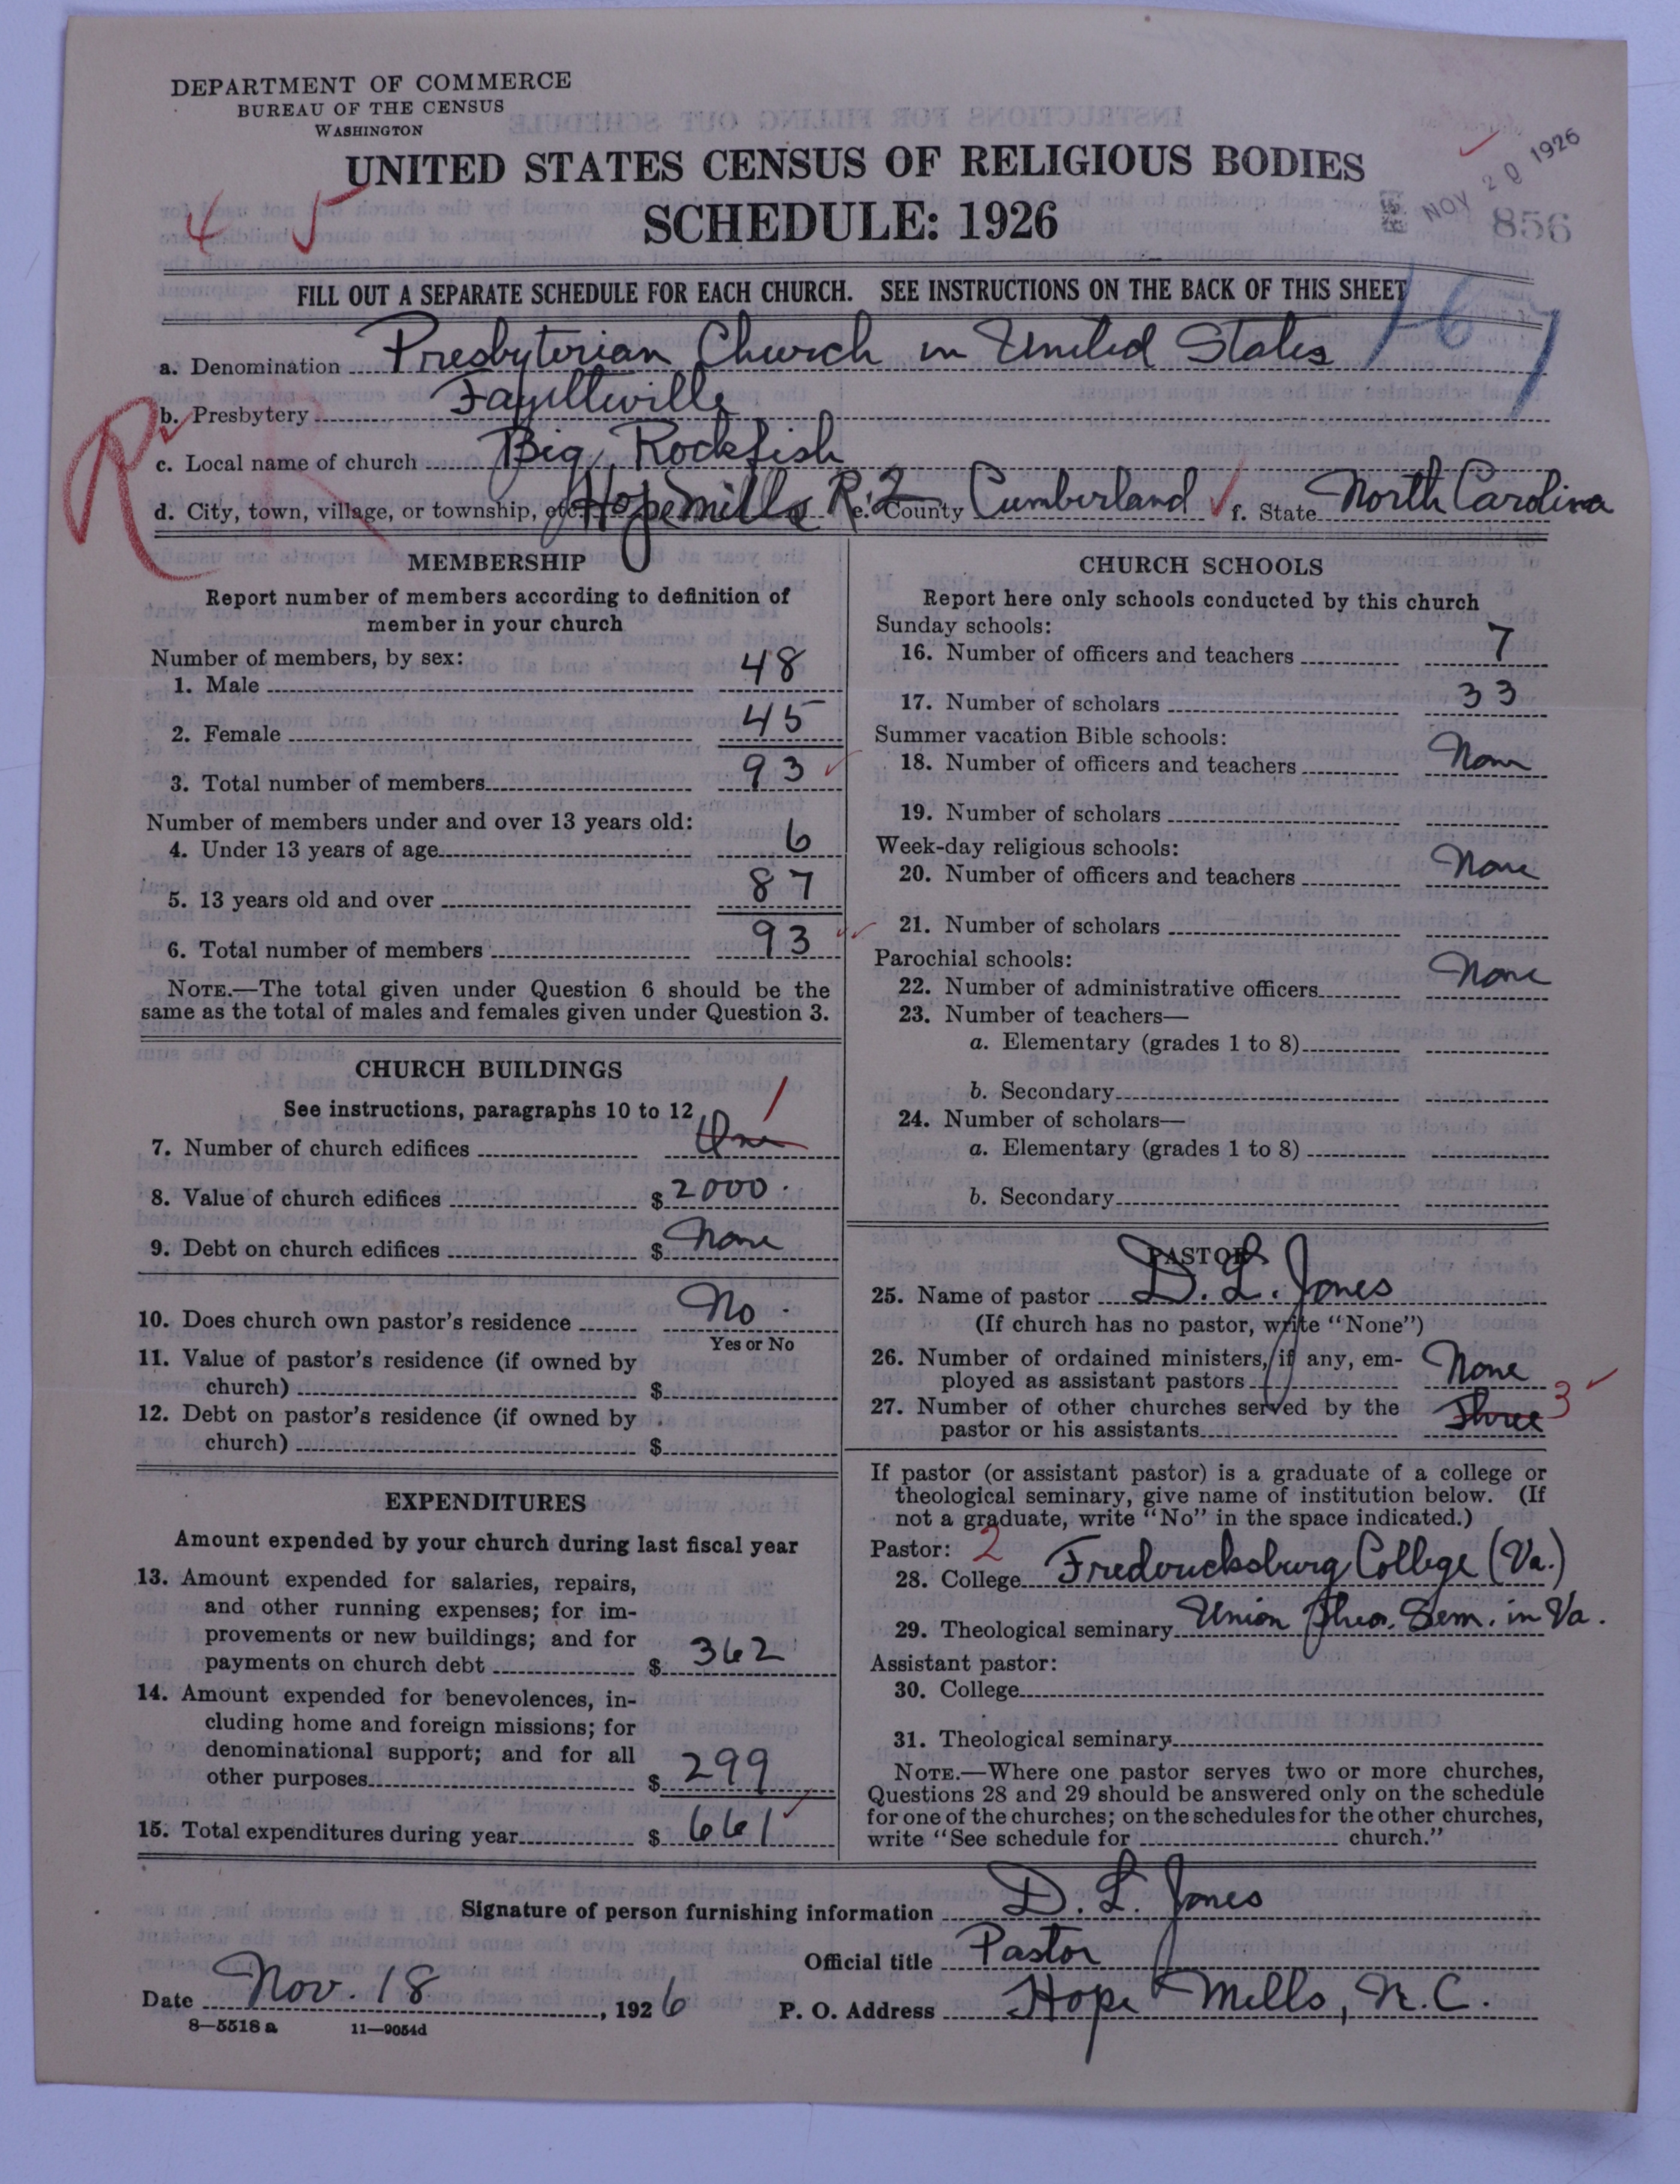 DEPARTMENT OF COMMERCE
BUREAU OF THE CENSUS
WASHINGTON
UNITED STATES CENSUS OF RELIGIOUS BODIES
SCHEDULE: 1926
4 5
NOV 20 1926
856
FILL OUT A SEPARATE SCHEDULE FOR EACH CHURCH. SEE INSTRUCTIONS ON THE BACK OF THIS SHEET
1-67
a. Denomination Presbyterian Church in United States
b. Presbytery Fayetteville
R
c. Local name of church Big Rockfish
d. City, town, village, or township, etc. Hope Mills R. 2 e. County Cumberland f. State North Carolina
MEMBERSHIP
Report number of members according to definition of
member in your church
Number of members, by sex:
1. Male 48
2. Female 45
3. Total number of members 93
Number of members under and over 13 years old:
4. Under 13 years of age 6
5. 13 years old and over 87
6. Total number of members 93
NOTE.—The total given under Question 6 should be the
same as the total of males and females given under Question 3.
CHURCH BUILDINGS
See instructions, paragraphs 10 to 12
7. Number of church edifices One 1
8. Value of church edifices $ 2000.
9. Debt on church edifices $ None
10. Does church own pastor's residence No
Yes or No
11. Value of pastor's residence (if owned by
church) $
12. Debt on pastor's residence (if owned by
church) $
EXPENDITURES
Amount expended by your church during last fiscal year
13. Amount expended for salaries, repairs,
and other running expenses; for im-
provements or new buildings; and for
payments on church debt $ 362
14. Amount expended for benevolences, in-
cluding home and foreign missions; for
denominational support; and for all
other purposes $ 299
15. Total expenditures during year $ 661
CHURCH SCHOOLS
Report here only schools conducted by this church
Sunday schools:
16. Number of officers and teachers 7
17. Number of scholars 33
Summer vacation Bible schools:
18. Number of officers and teachers None
19. Number of scholars
Week-day religious schools:
20. Number of officers and teachers None
21. Number of scholars
Parochial schools:
22. Number of administrative officers None
23. Number of teachers—
a. Elementary (grades 1 to 8)
b. Secondary
24. Number of scholars—
a. Elementary (grades 1 to 8)
b. Secondary
PASTOR
25. Name of pastor D. L. Jones
(If church has no pastor, write "None")
26. Number of ordained ministers, if any, em-
ployed as assistant pastors None
27. Number of other churches served by the
pastor or his assistants Three 3
If pastor (or assistant pastor) is a graduate of a college or
theological seminary, give name of institution below. (If
not a graduate, write "No" in the space indicated.)
Pastor: 2
28. College Fredericksburg College (Va.)
29. Theological seminary Union Theo. Sem. in Va.
Assistant pastor:
30. College
31. Theological seminary
NOTE.—Where one pastor serves two or more churches,
Questions 28 and 29 should be answered only on the schedule
for one of the churches; on the schedules for the other churches,
write "See schedule for church."
Signature of person furnishing information D. L. Jones
Official title Pastor
Date Nov. 18, 1926 P. O. Address Hope Mills, N.C.
8—5518 a 11—9054d